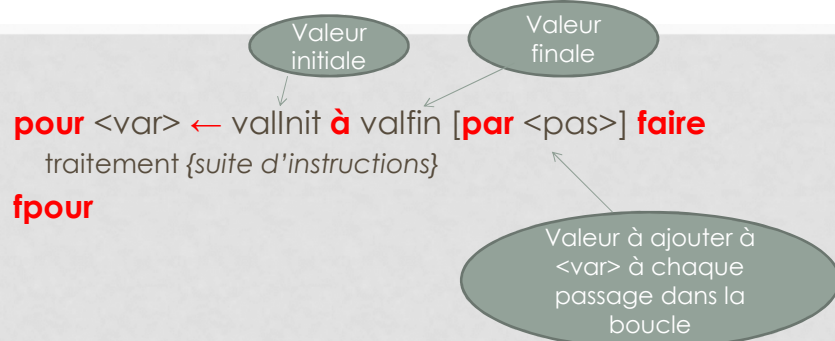 Valeur
initiale
Valeur
finale
pour <var> ← valInit à valfin [par <pas>] faire
traitement {suite d'instructions}
fpour
Valeur à ajouter à
<var> à chaque
passage dans la
boucle